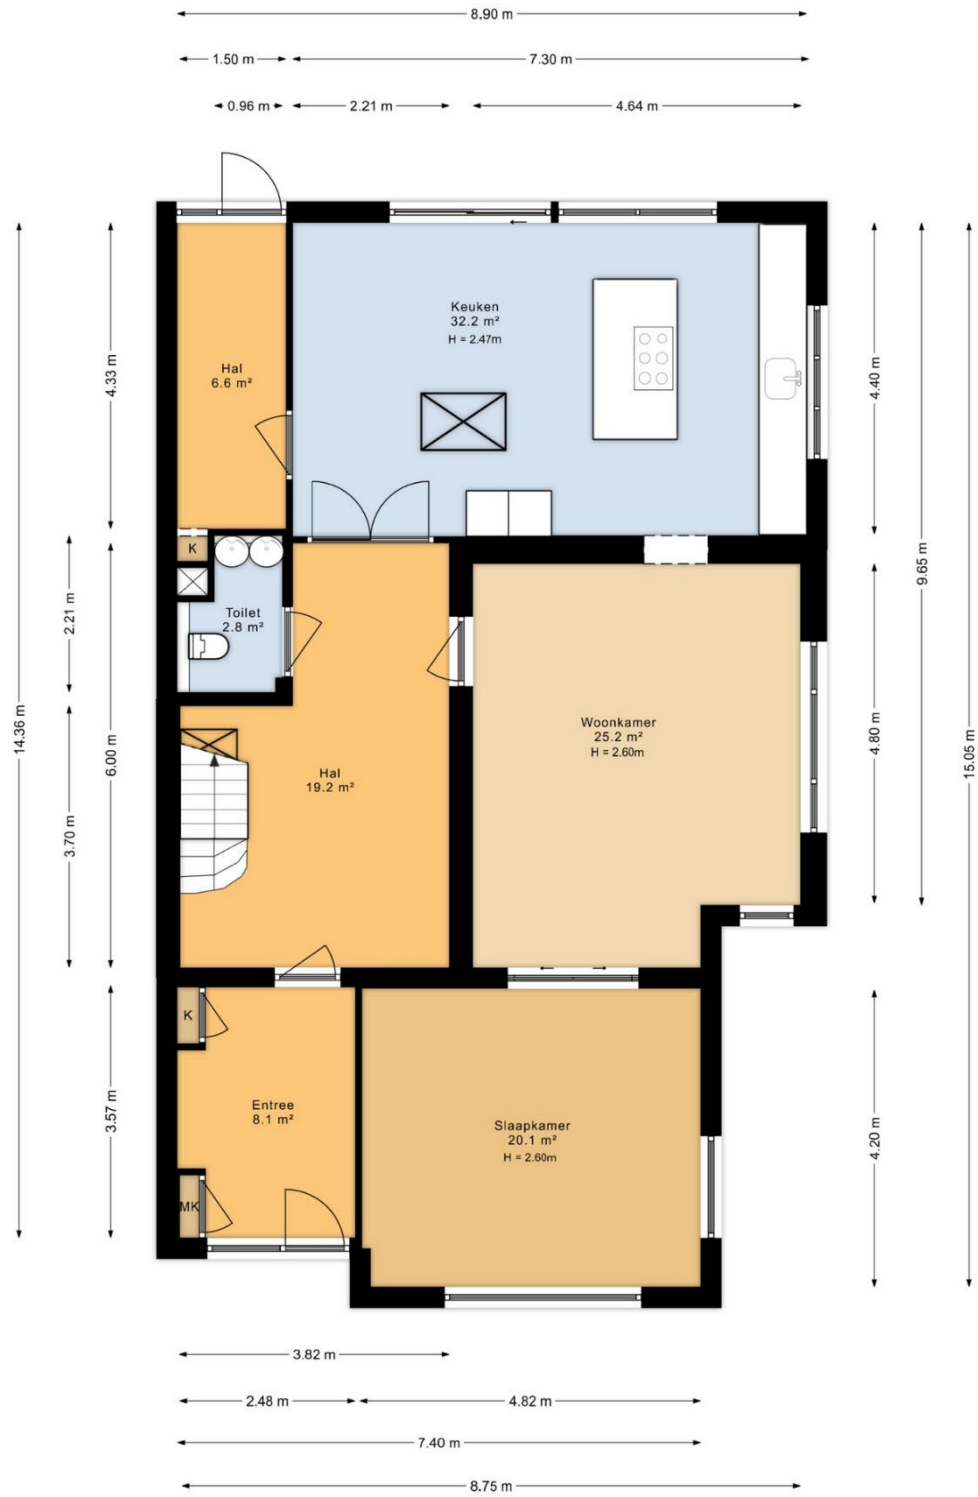 8.90 m
1.50 m
7.30 m
0.96 m
2.21 m
4.64 m
Keuken
32.2 m²
H = 2.47m
Hal
6.6 m²
4.33 m
4.40 m
K
9.65 m
Toilet
2.8 m²
2.21 m
14.36 m
6.00 m
Woonkamer
25.2 m²
H = 2.60m
4.80 m
15.05 m
Hal
19.2 m²
3.70 m
K
Entree
8.1 m²
3.57 m
Slaapkamer
20.1 m²
H = 2.60m
4.20 m
MK
3.82 m
2.48 m
4.82 m
7.40 m
8.75 m